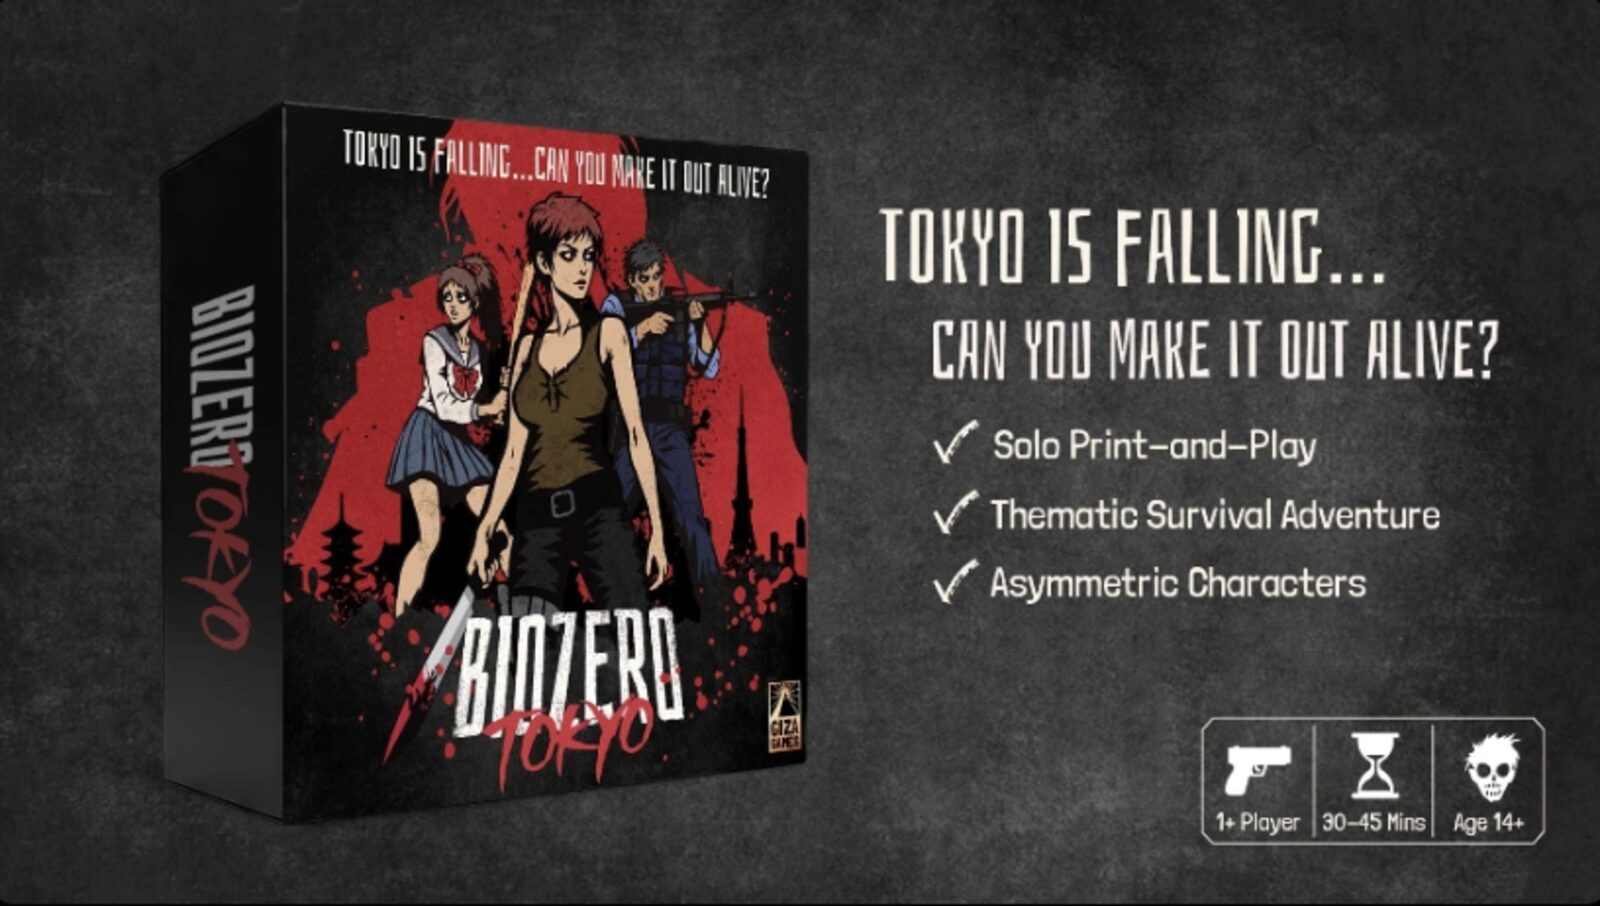 TOKYO IS FALLING...CAN YOU MAKE IT OUT ALIVE?
BIOZERO
TOKYO
BIOZERO
TOKYO
GIZA
GAMES
TOKYO IS FALLING...
CAN YOU MAKE IT OUT ALIVE?
Solo Print-and-Play
Thematic Survival Adventure
Asymmetric Characters
1+ Player
30-45 Mins
Age 14+